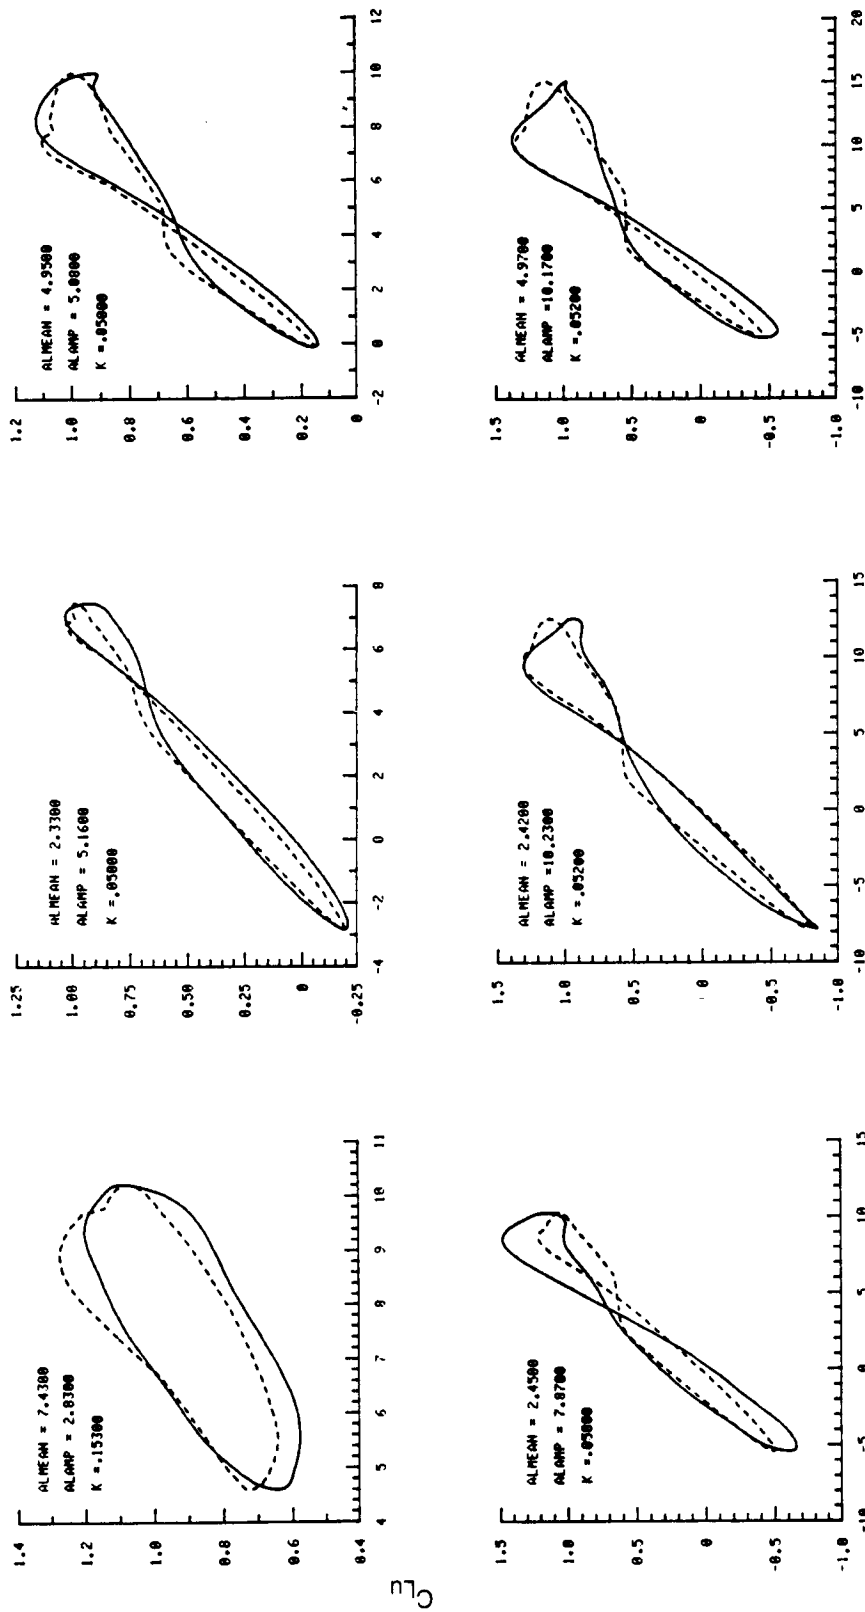 C_LU
1.4
1.2
1.0
0.8
0.6
0.4
ALMEAN = 7.4300
ALAMP = 2.8300
K =.15300
4 5 6 7 8 9 10 11
1.25
1.00
0.75
0.50
0.25
0
-0.25
ALMEAN = 2.3300
ALAMP = 5.1600
K =.05000
-4 -2 0 2 4 6 8
1.2
1.0
0.8
0.6
0.4
0.2
0
ALMEAN = 4.9500
ALAMP = 5.0800
K =.05000
-2 0 2 4 6 8 10 12
1.5
1.0
0.5
0
-0.5
-1.0
ALMEAN = 2.4500
ALAMP = 7.8700
K =.05000
-10 -5 0 5 10 15
1.5
1.0
0.5
0
-0.5
-1.0
ALMEAN = 2.4200
ALAMP =10.2300
K =.05200
-10 -5 0 5 10 15
1.5
1.0
0.5
0
-0.5
-1.0
ALMEAN = 4.9700
ALAMP =10.1700
K =.05200
-10 -5 0 5 10 15 20